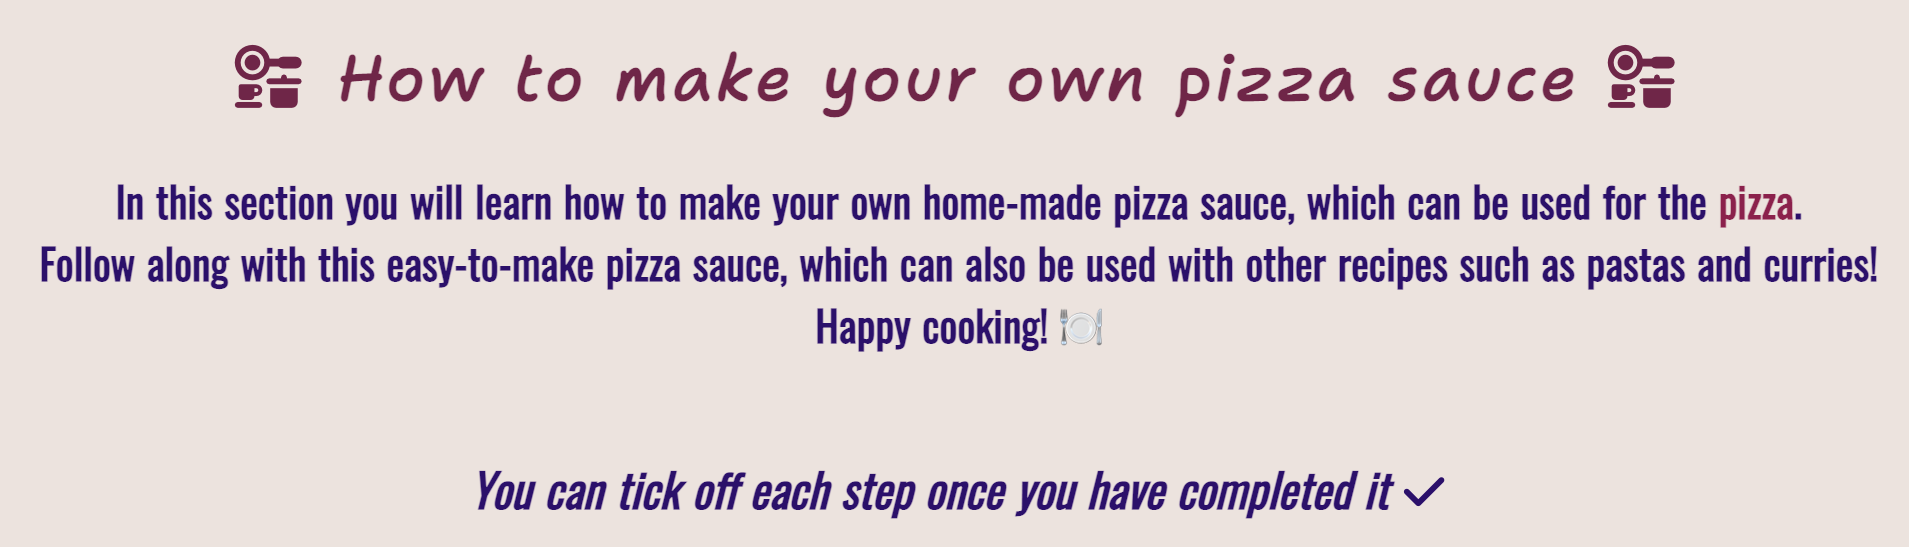 How to make your own pizza sauce
In this section you will learn how to make your own home-made pizza sauce, which can be used for the pizza.
Follow along with this easy-to-make pizza sauce, which can also be used with other recipes such as pastas and curries!
Happy cooking! 🍽️
You can tick off each step once you have completed it ✓